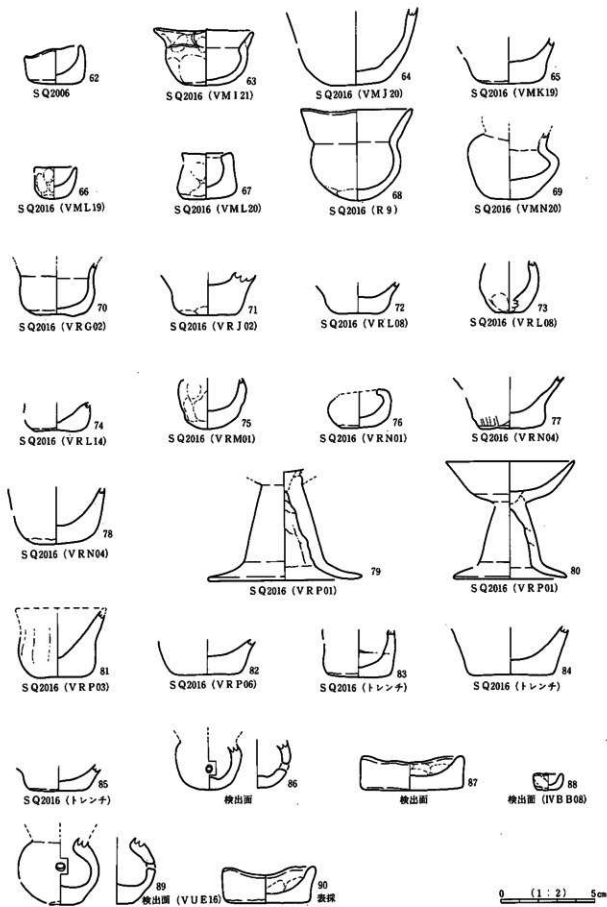 62
SQ2006
63
SQ2016 (VMI21)
64
SQ2016 (VMJ20)
65
SQ2016 (VMK19)
66
SQ2016 (VML19)
67
SQ2016 (VML20)
68
SQ2016 (R9)
69
SQ2016 (VMN20)
70
SQ2016 (VRG02)
71
SQ2016 (VRJ02)
72
SQ2016 (VRL08)
73
SQ2016 (VRL08)
74
SQ2016 (VRL14)
75
SQ2016 (VRM01)
76
SQ2016 (VRN01)
77
SQ2016 (VRN04)
78
SQ2016 (VRN04)
79
SQ2016 (VRP01)
80
SQ2016 (VRP01)
81
SQ2016 (VRP03)
82
SQ2016 (VRP06)
83
SQ2016 (トレンチ)
84
SQ2016 (トレンチ)
85
SQ2016 (トレンチ)
86
検出面
87
検出面
88
検出面 (IVBB08)
89
検出面 (VUE16)
90
表採
0 (1:2) 5cm